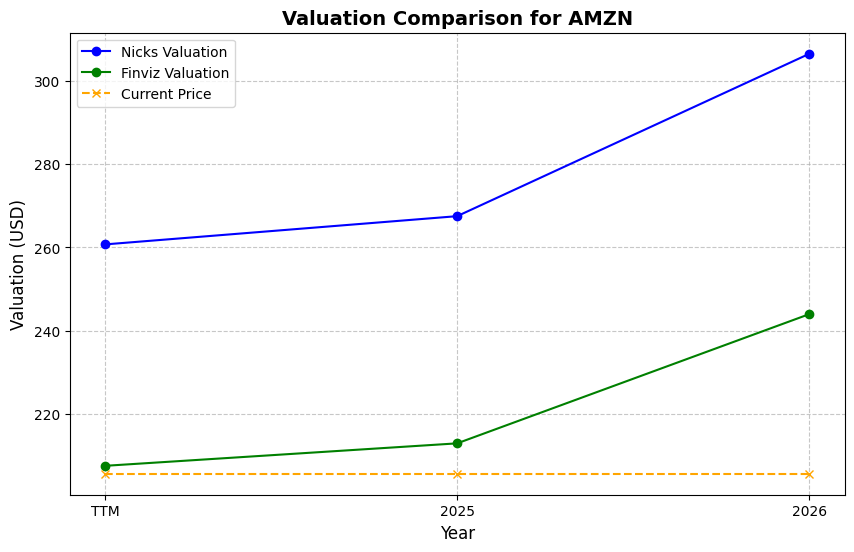 Valuation Comparison for AMZN
Nicks Valuation
Finviz Valuation
Current Price
Valuation (USD)
300
280
260
240
220
TTM
2025
2026
Year